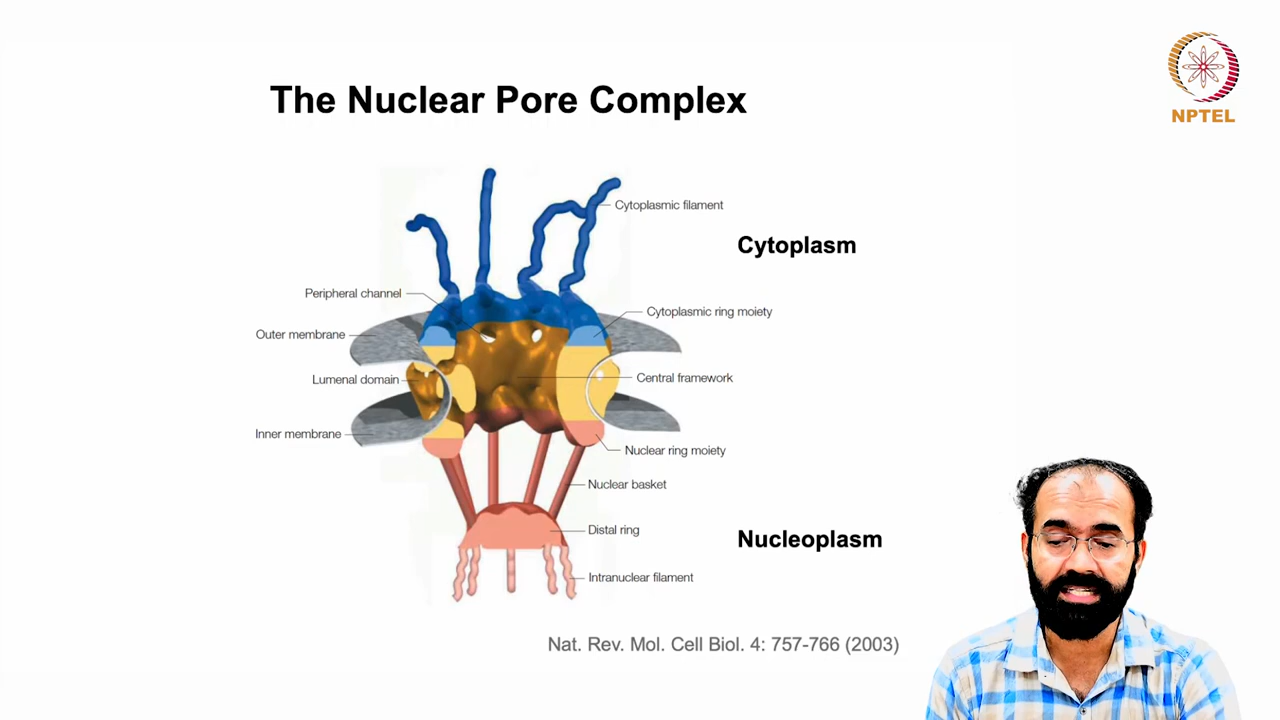 The Nuclear Pore Complex
NPTEL
Cytoplasmic filament
Cytoplasm
Peripheral channel
Cytoplasmic ring moiety
Outer membrane
Lumenal domain
Central framework
Inner membrane
Nuclear ring moiety
Nuclear basket
Distal ring
Nucleoplasm
Intranuclear filament
Nat. Rev. Mol. Cell Biol. 4: 757-766 (2003)